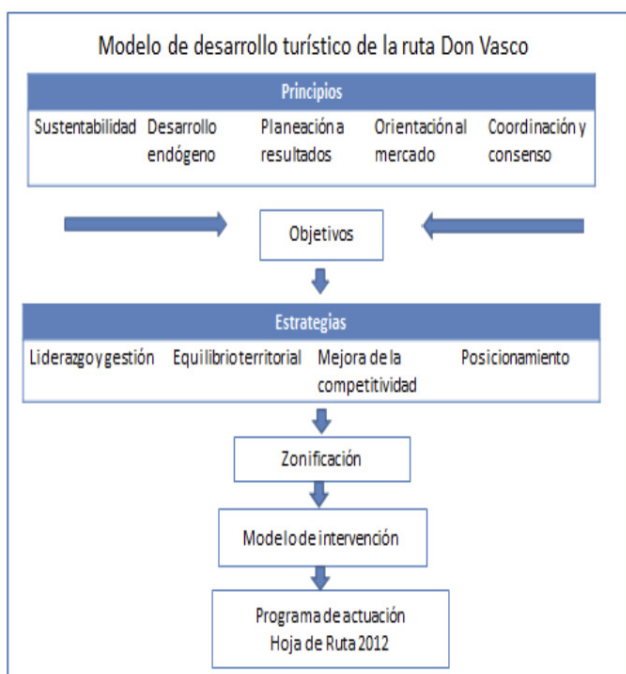 Modelo de desarrollo turístico de la ruta Don Vasco
Principios
Sustentabilidad
Desarrollo
endógeno
Planeación a
resultados
Orientación al
mercado
Coordinación y
consenso
Objetivos
Estrategias
Liderazgo y gestión
Equilibrio territorial
Mejora de la
competitividad
Posicionamiento
Zonificación
Modelo de intervención
Programa de actuación
Hoja de Ruta 2012